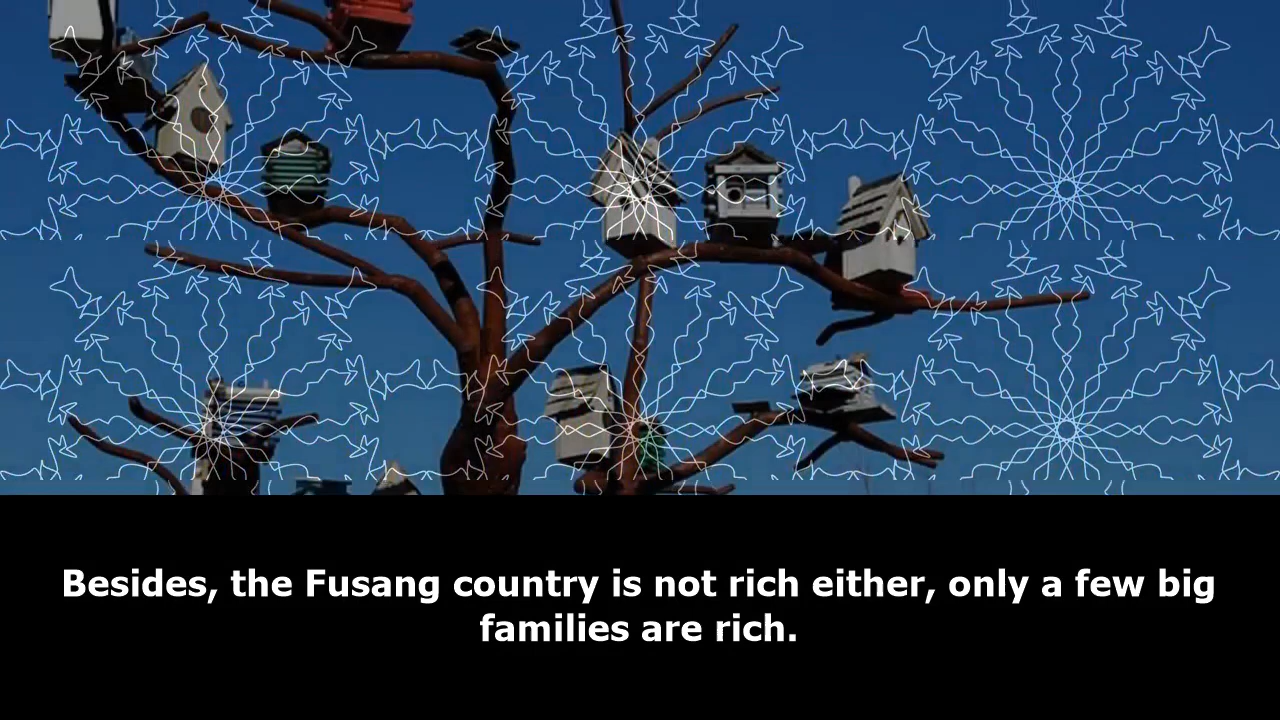 Besides, the Fusang country is not rich either, only a few big
families are rich.